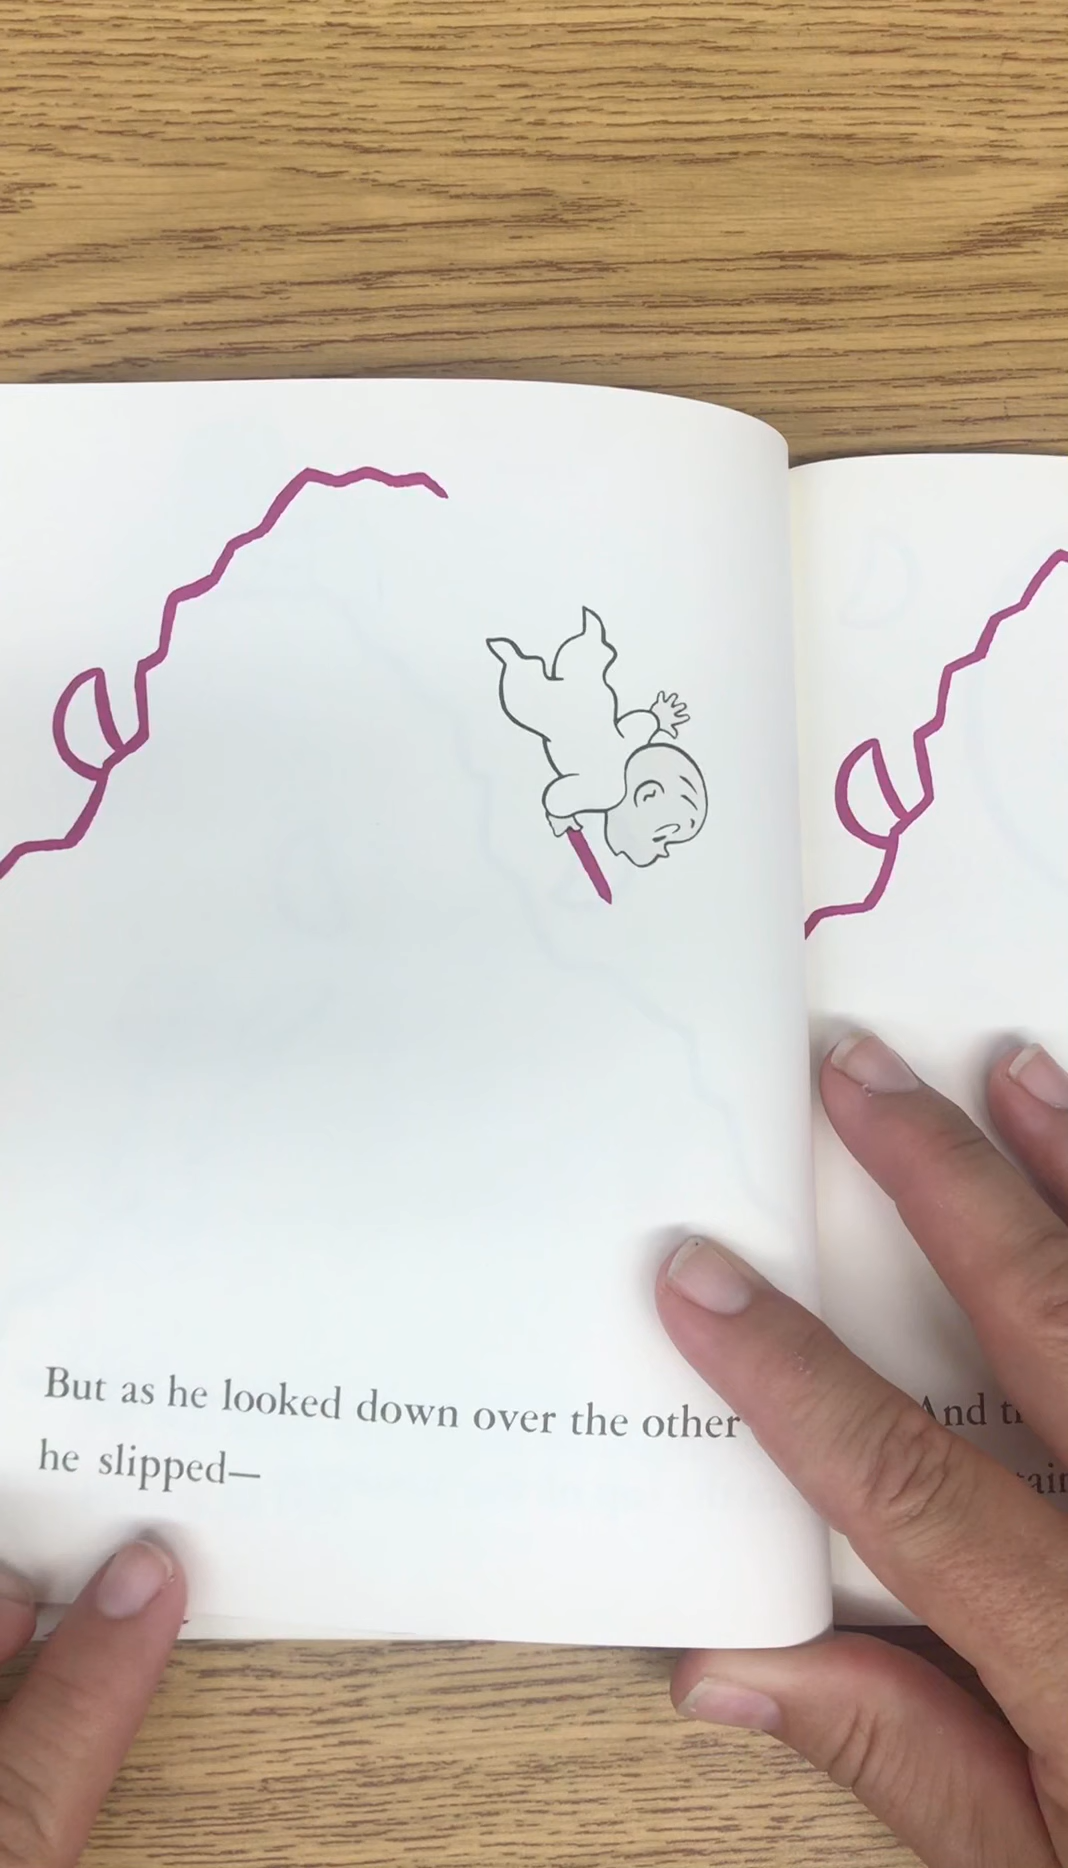 But as he looked down over the other
he slipped—
And